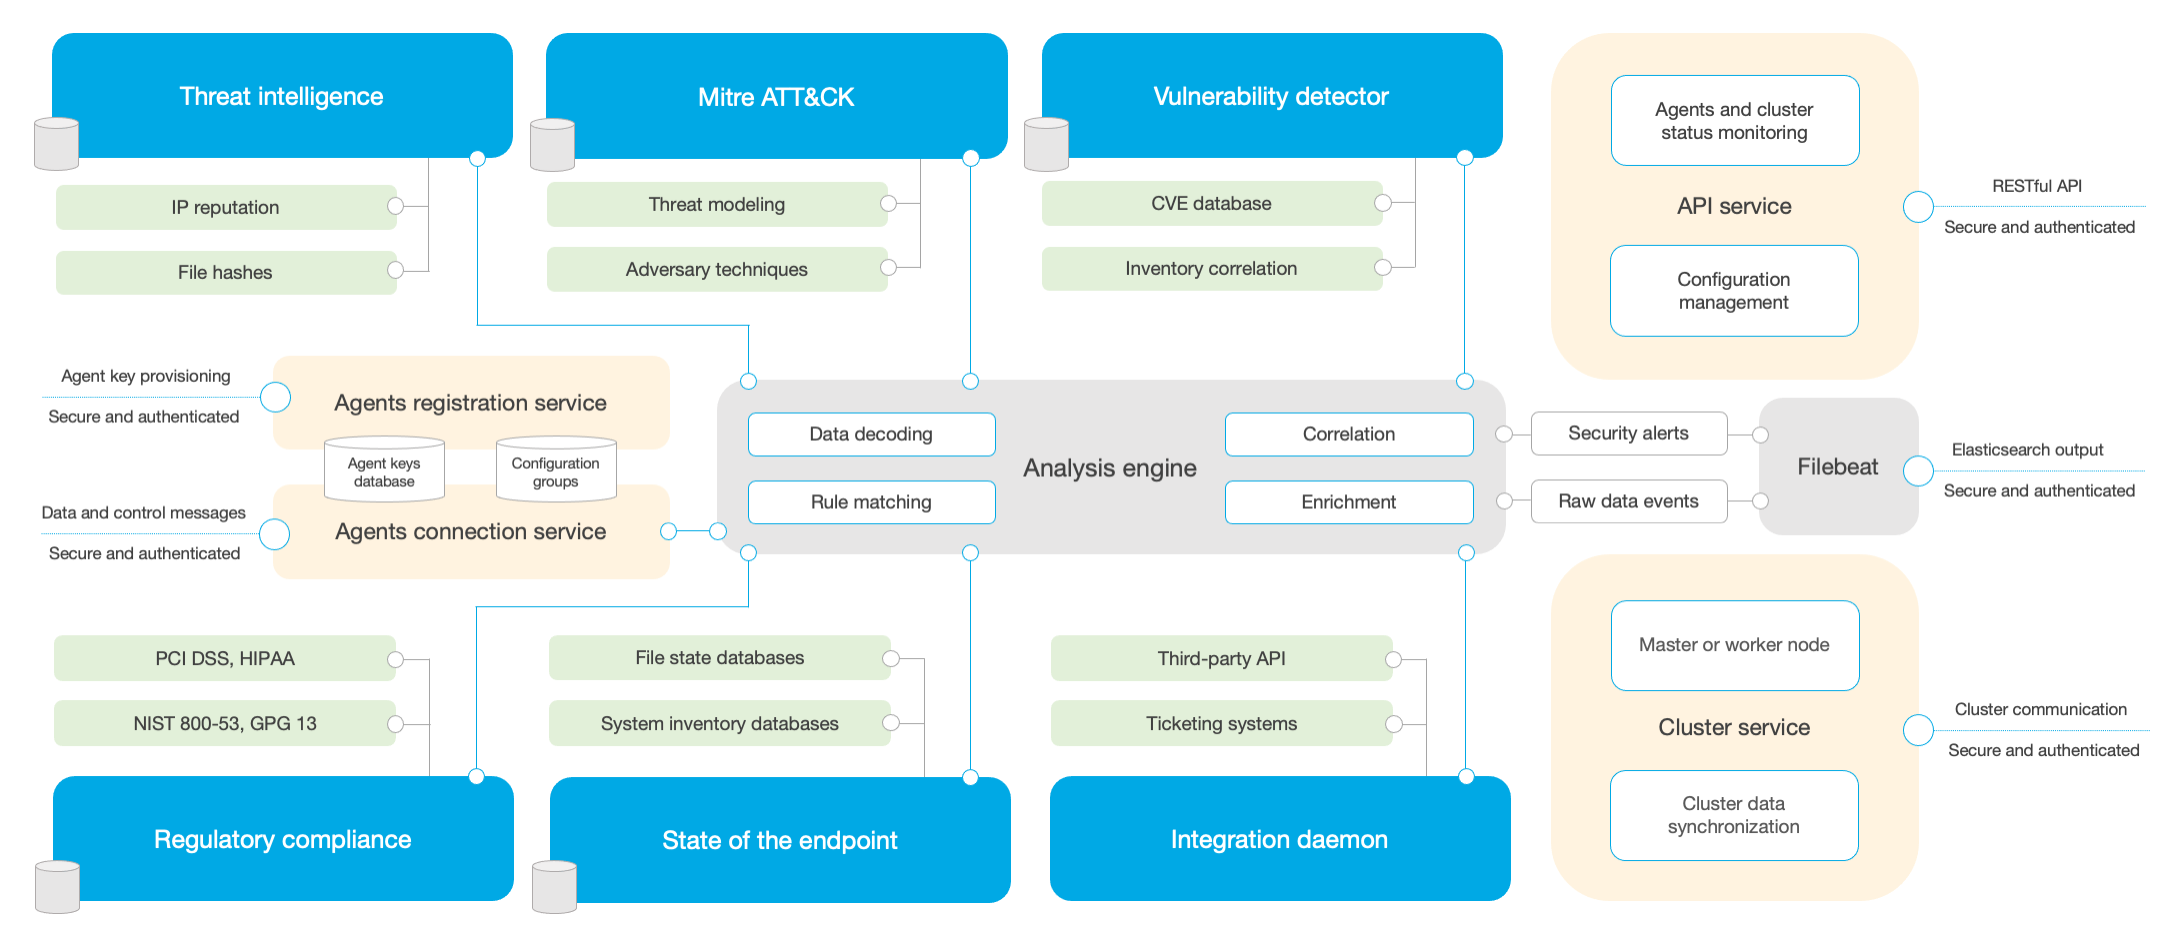 Threat intelligence
Mitre ATT&CK
Vulnerability detector
IP reputation
File hashes
Threat modeling
Adversary techniques
CVE database
Inventory correlation
Agents and cluster
status monitoring
API service
Configuration
management
RESTful API
Secure and authenticated
Agent key provisioning
Secure and authenticated
Agents registration service
Agent keys
database
Configuration
groups
Data and control messages
Secure and authenticated
Agents connection service
Data decoding
Rule matching
Analysis engine
Correlation
Enrichment
Security alerts
Raw data events
Filebeat
Elasticsearch output
Secure and authenticated
PCI DSS, HIPAA
NIST 800-53, GPG 13
File state databases
System inventory databases
Third-party API
Ticketing systems
Regulatory compliance
State of the endpoint
Integration daemon
Master or worker node
Cluster service
Cluster data
synchronization
Cluster communication
Secure and authenticated